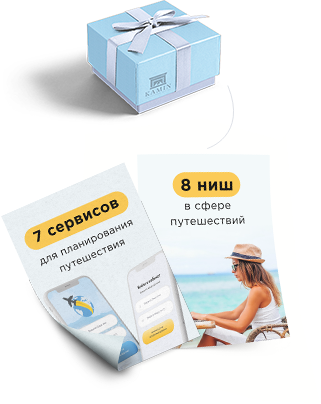 KAMIN
7 сервисов
для планирования
путешествия
8 ниш
в сфере
путешествий